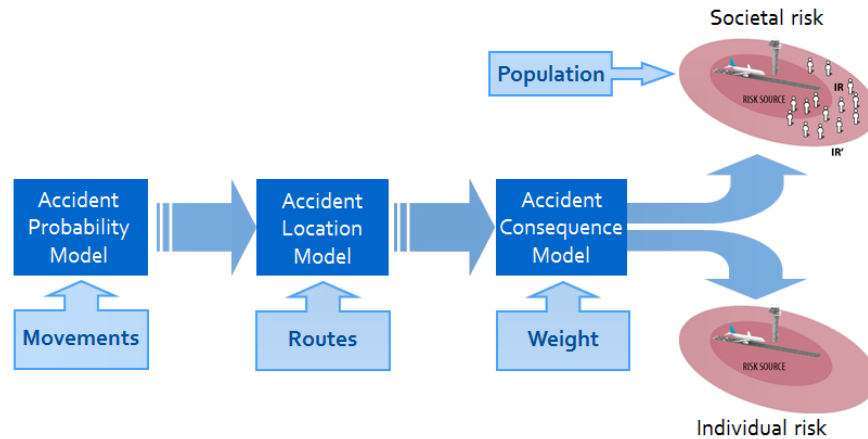 Societal risk
Population
IR
RISK SOURCE
IR'
Accident
Probability
Model
Accident
Location
Model
Accident
Consequence
Model
Movements
Routes
Weight
RISK SOURCE
Individual risk